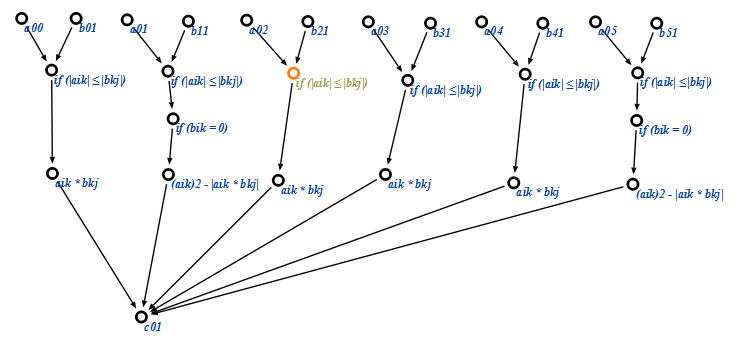 a00 b01 a01 b11 a02 b21 a03 b31 a04 b41 a05 b51
if (|aik| ≤ |bkj|) if (|aik| ≤ |bkj|) if (|aik| ≤ |bkj|) if (|aik| ≤ |bkj|) if (|aik| ≤ |bkj|) if (|aik| ≤ |bkj|)
if (bik = 0) if (bik = 0)
aik * bkj (aik)2 - |aik * bkj| aik * bkj aik * bkj aik * bkj (aik)2 - |aik * bkj|
c01